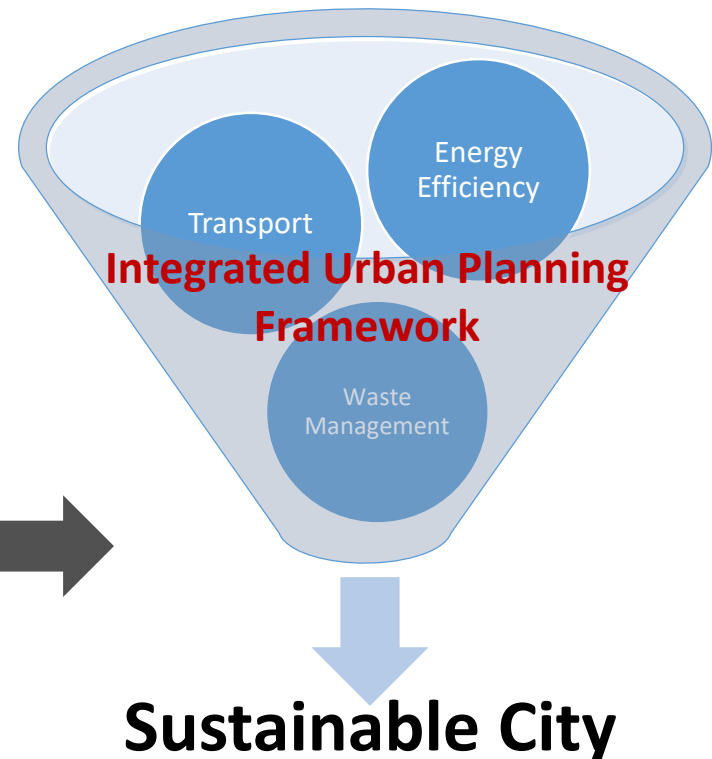 Energy
Efficiency
Transport
Integrated Urban Planning
Framework
Waste
Management
Sustainable City